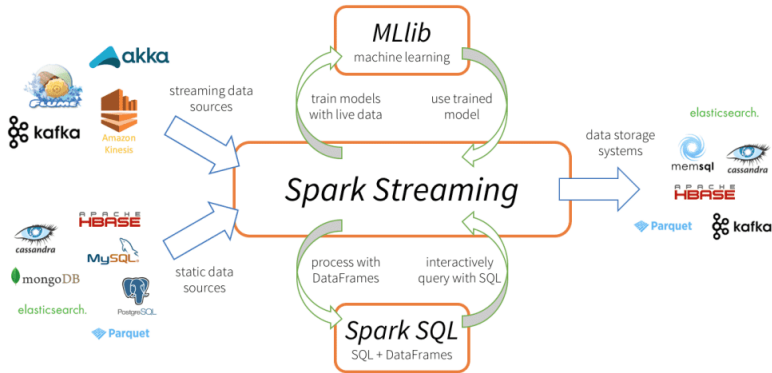 MLlib
machine learning
akka
streaming data
sources
FLUME
kafka
Amazon
Kinesis
train models
with live data
use trained
model
data storage
systems
elasticsearch.
memsql
cassandra
APACHE
HBASE
Parquet
kafka
Spark Streaming
APACHE
HBASE
cassandra
MySQL
mongoDB
static data
sources
elasticsearch.
PostgreSQL
Parquet
process with
DataFrames
interactively
query with SQL
Spark SQL
SQL + DataFrames